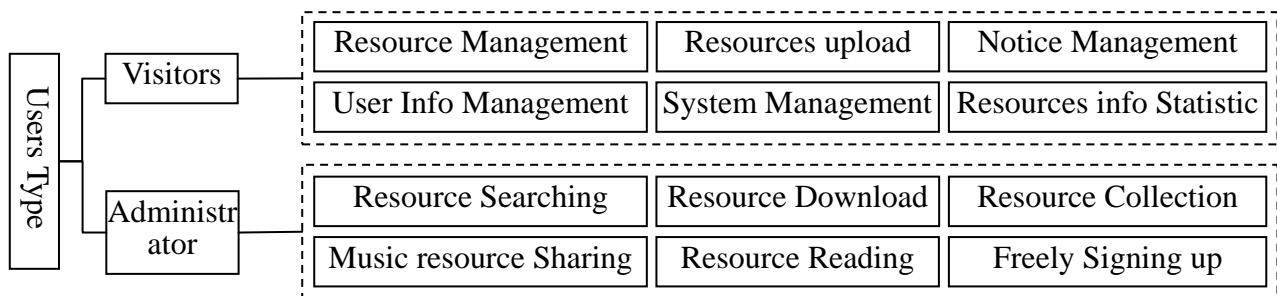 Users Type
Visitors
Resource Management
Resources upload
Notice Management
User Info Management
System Management
Resources info Statistic
Administr
ator
Resource Searching
Resource Download
Resource Collection
Music resource Sharing
Resource Reading
Freely Signing up